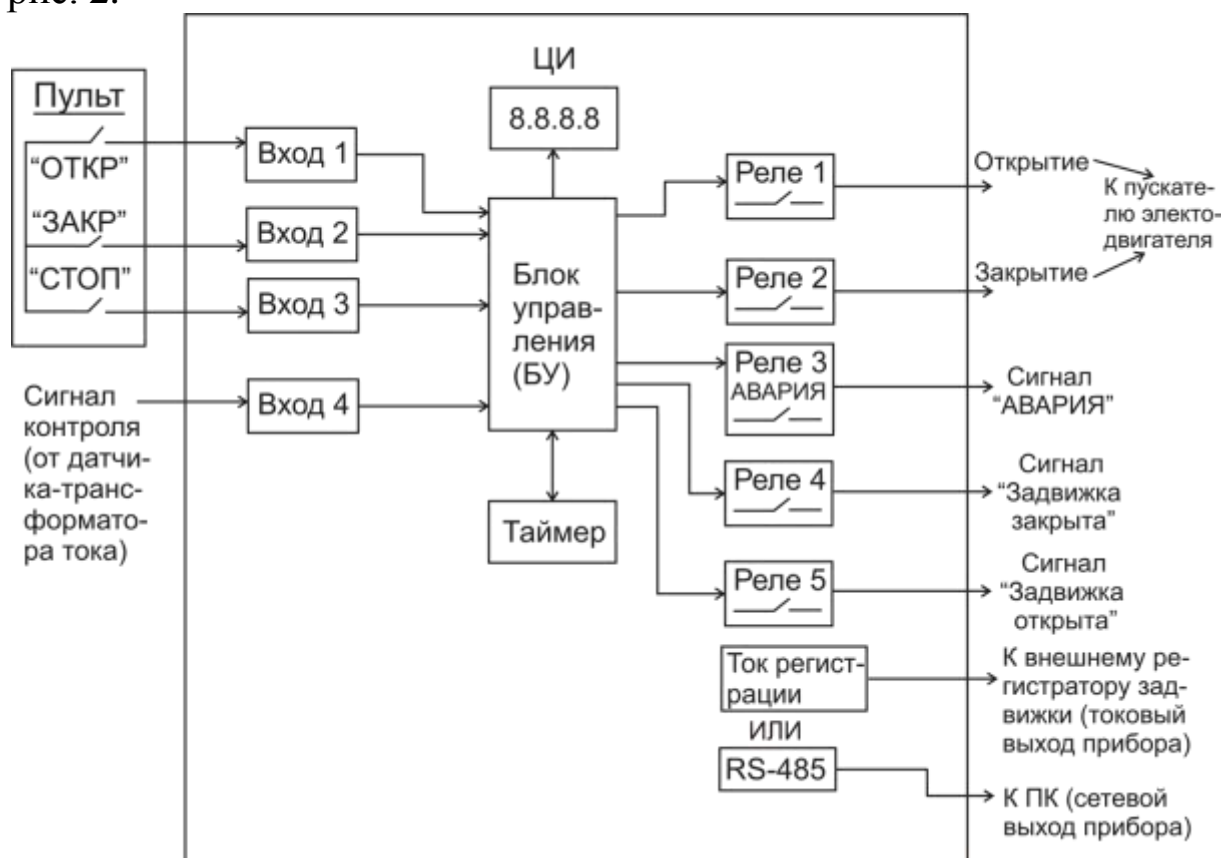 рис. 2.
ЦИ
8.8.8.8
Пульт
“ОТКР”
“ЗАКР”
“СТОП”
Вход 1
Вход 2
Вход 3
Вход 4
Сигнал
контроля
(от датчи-
ка-транс-
формато-
ра тока)
Блок
управ-
ления
(БУ)
Таймер
Реле 1
Реле 2
Реле 3
АВАРИЯ
Реле 4
Реле 5
Ток регист-
рации
ИЛИ
RS-485
Открытие
Закрытие
К пускате-
лю электо-
двигателя
Сигнал
“АВАРИЯ”
Сигнал
“Задвижка
закрыта”
Сигнал
“Задвижка
открыта”
К внешнему ре-
гистратору зад-
вижки (токовый
выход прибора)
К ПК (сетевой
выход прибора)